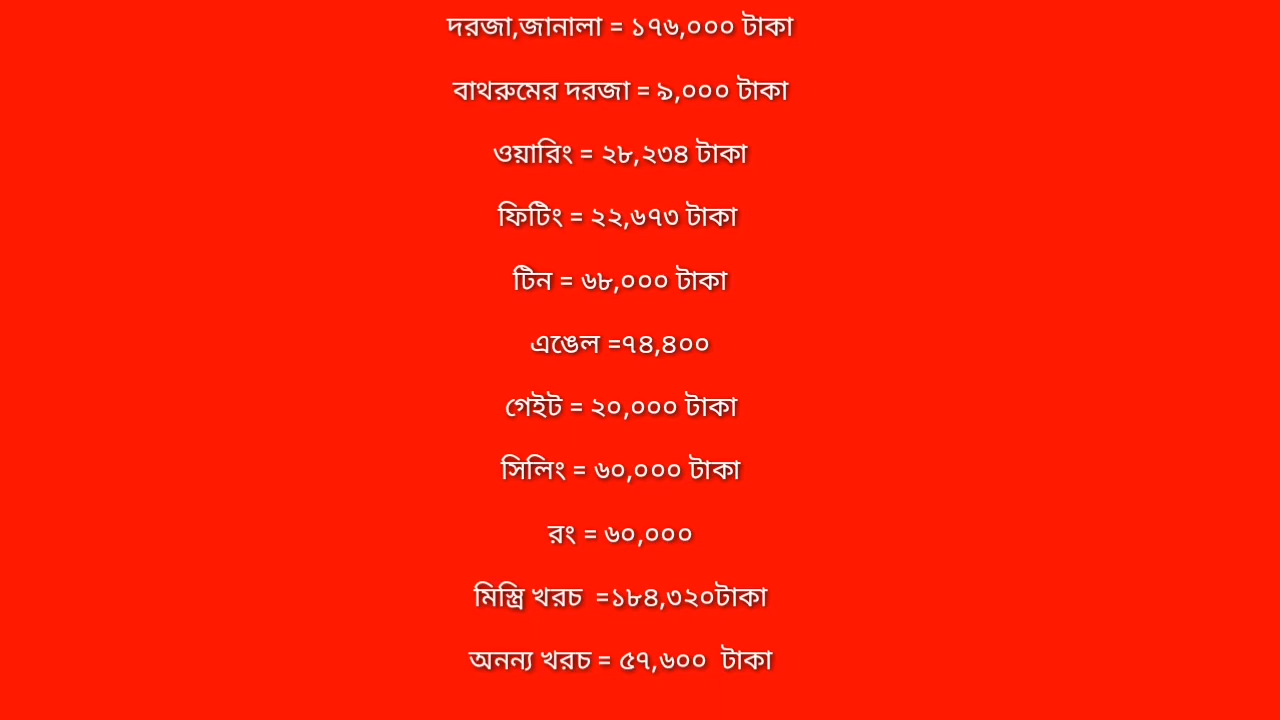 দরজা,জানালা = ১৭৬,০০০ টাকা
বাথরুমের দরজা = ৯,০০০ টাকা
ওয়ারিং = ২৮,২৩৪ টাকা
ফিটিং = ২২,৬৭৩ টাকা
টিন = ৬৮,০০০ টাকা
এঙেল =৭৪,৪০০
গেইট = ২০,০০০ টাকা
সিলিং = ৬০,০০০ টাকা
রং = ৬০,০০০
মিস্ত্রি খরচ =১৮৪,৩২০টাকা
অনন্য খরচ = ৫৭,৬০০ টাকা